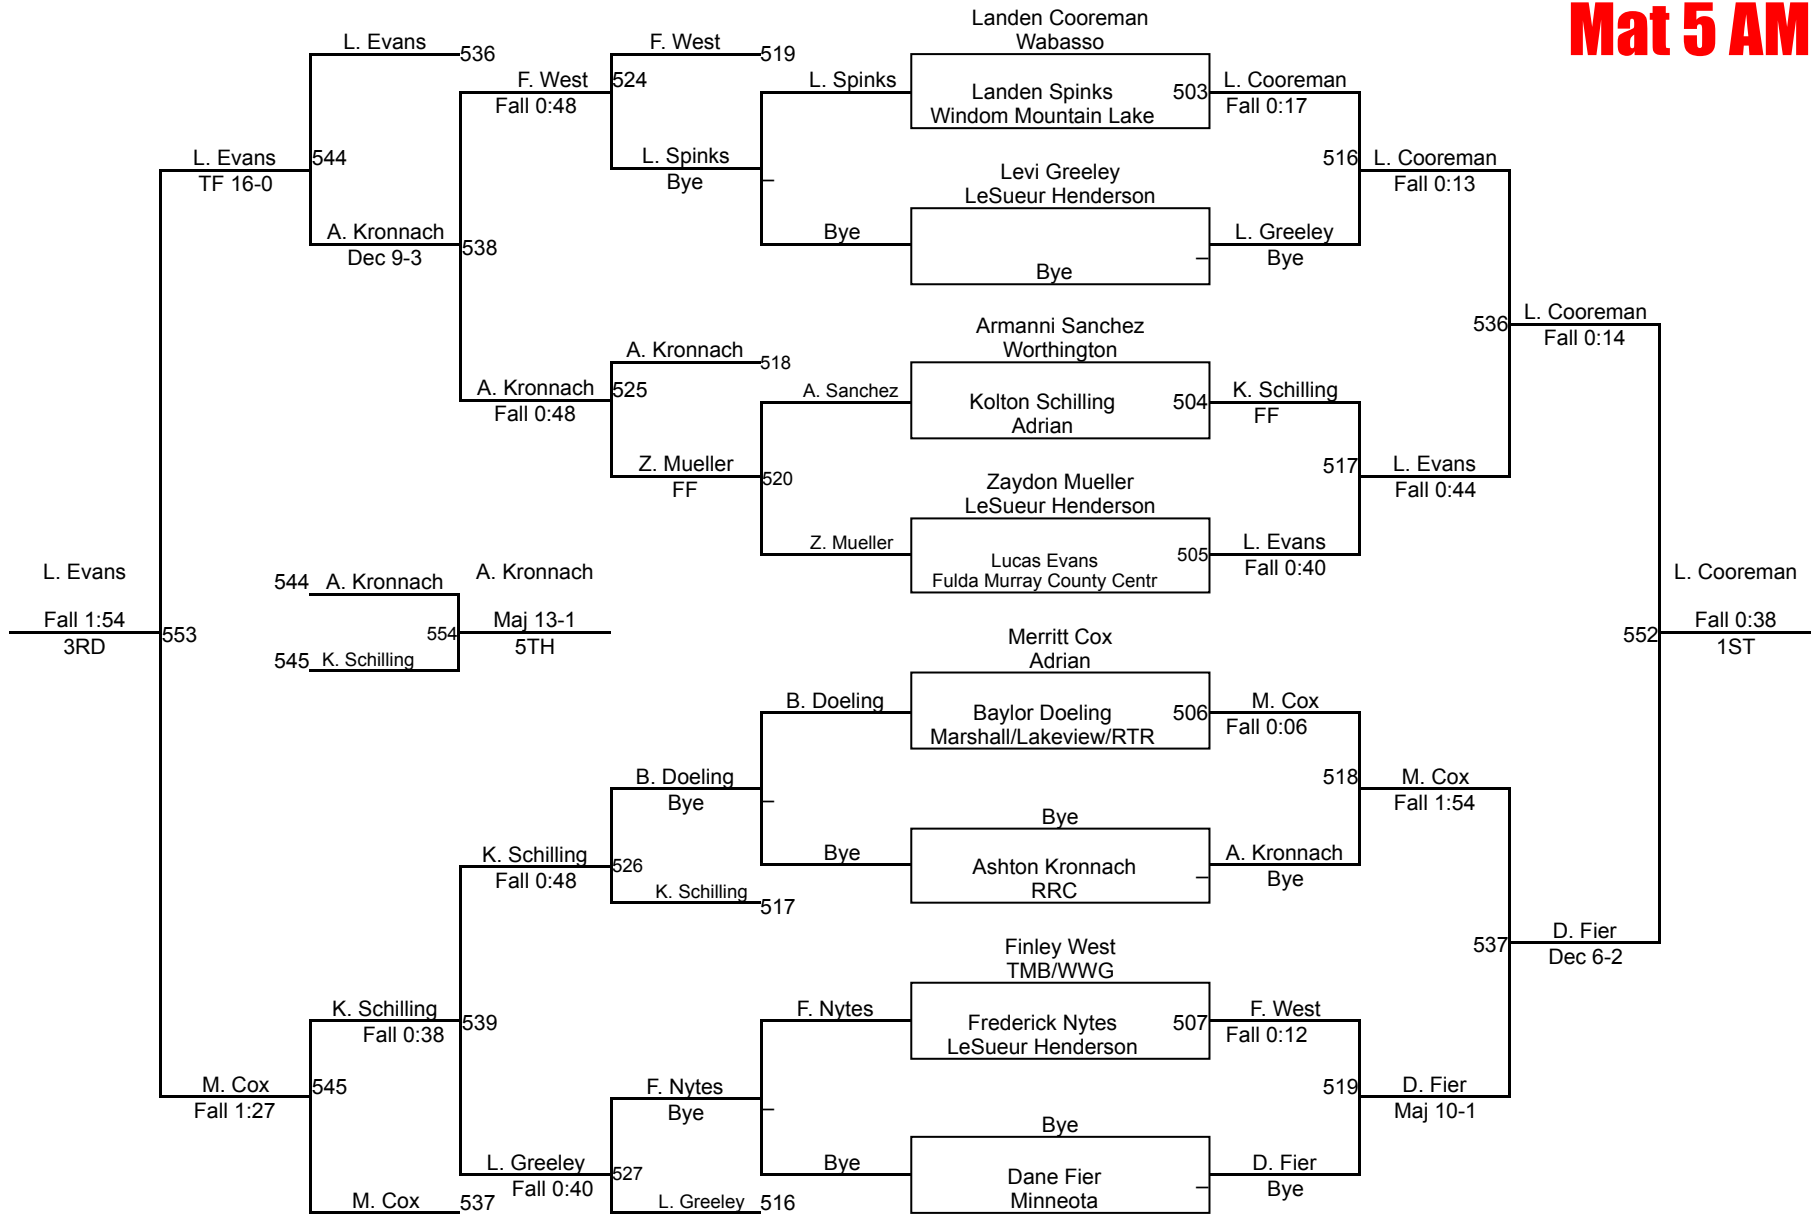 Mat 5 AM
Landen Cooreman
Wabasso
L. Evans
536
F. West
519
F. West
524
Fall 0:48
L. Spinks
Landen Spinks
503
Windom Mountain Lake
L. Cooreman
Fall 0:17
L. Evans
544
TF 16-0
L. Spinks
Bye
Levi Greeley
LeSueur Henderson
516
L. Cooreman
Fall 0:13
A. Kronnach
538
Dec 9-3
Bye
Bye
L. Greeley
Bye
Armanni Sanchez
Worthington
536
L. Cooreman
Fall 0:14
A. Kronnach
518
A. Kronnach
525
Fall 0:48
A. Sanchez
Kolton Schilling
504
Adrian
K. Schilling
FF
Z. Mueller
520
FF
Zaydon Mueller
LeSueur Henderson
517
L. Evans
Fall 0:44
Z. Mueller
Lucas Evans
505
Fulda Murray County Centr
L. Evans
Fall 0:40
L. Evans
Fall 1:54
553
3RD
544
A. Kronnach
A. Kronnach
554
Maj 13-1
5TH
545
K. Schilling
L. Cooreman
552
Fall 0:38
1ST
Merritt Cox
Adrian
B. Doeling
Baylor Doeling
506
Marshall/Lakeview/RTR
M. Cox
Fall 0:06
B. Doeling
Bye
Bye
518
M. Cox
Fall 1:54
K. Schilling
526
Fall 0:48
Bye
Ashton Kronnach
RRC
A. Kronnach
Bye
K. Schilling
517
Finley West
TMB/WWG
537
D. Fier
Dec 6-2
K. Schilling
539
Fall 0:38
F. Nytes
Frederick Nytes
507
LeSueur Henderson
F. West
Fall 0:12
M. Cox
545
Fall 1:27
F. Nytes
Bye
Bye
519
D. Fier
Maj 10-1
L. Greeley
527
Fall 0:40
Bye
Dane Fier
Minneota
D. Fier
Bye
M. Cox
537
L. Greeley
516